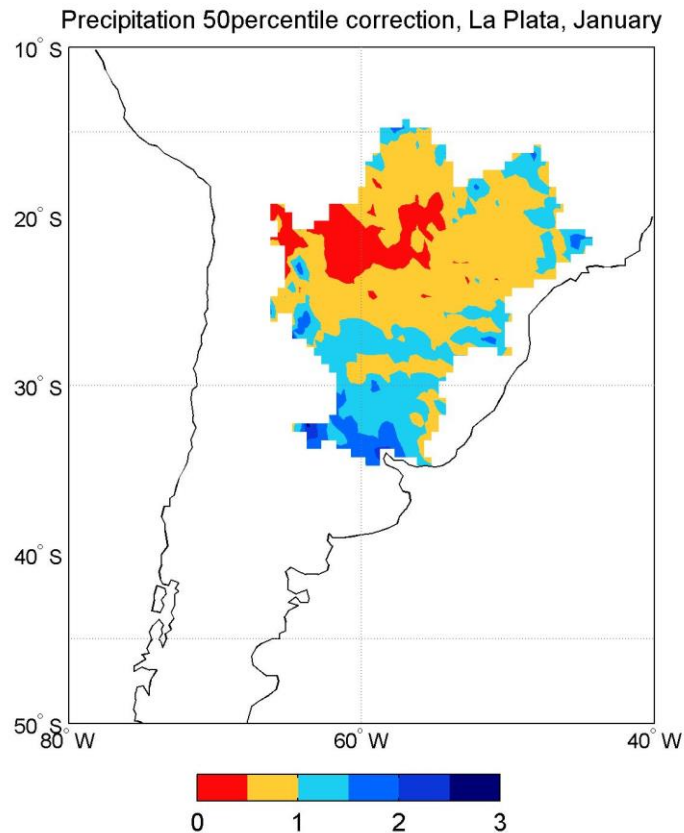 Precipitation 50percentile correction, La Plata, January
10° S
20° S
30° S
40° S
50° S
80° W
60° W
40° W
0
1
2
3